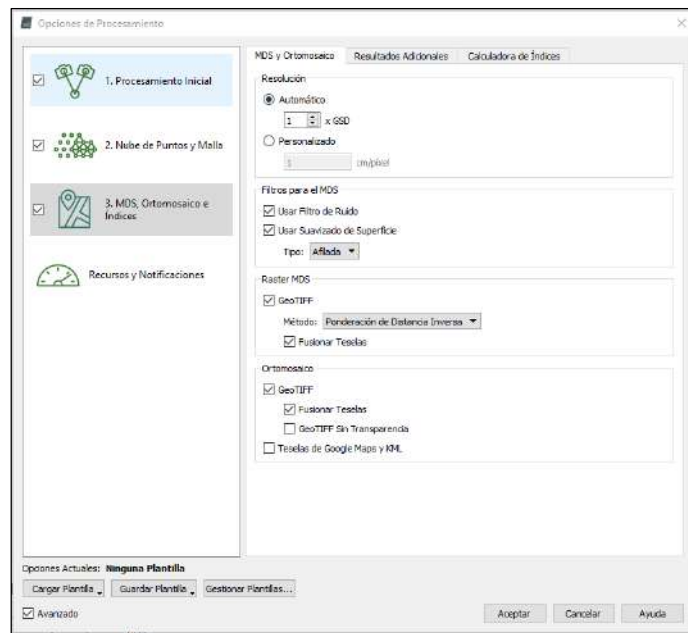 Opciones de Procesamiento
1. Procesamiento Inicial
2. Nube de Puntos y Malla
3. MDS, Ortomosaico e
Índices
Recursos y Notificaciones
MDS y Ortomosaico
Resultados Adicionales
Calculadora de Índices
Resolución
Automático
1 x GSD
Personalizado
1 cm/píxel
Filtros para el MDS
Usar Filtro de Ruido
Usar Suavizado de Superficie
Tipo: Afilada
Raster MDS
GeoTIFF
Método: Ponderación de Distancia Inversa
Fusionar Teselas
Ortomosaico
GeoTIFF
Fusionar Teselas
GeoTIFF Sin Transparencia
Teselas de Google Maps y KML
Opciones Actuales: Ninguna Plantilla
Cargar Plantilla
Guardar Plantilla
Gestionar Plantillas...
Avanzado
Aceptar
Cancelar
Ayuda